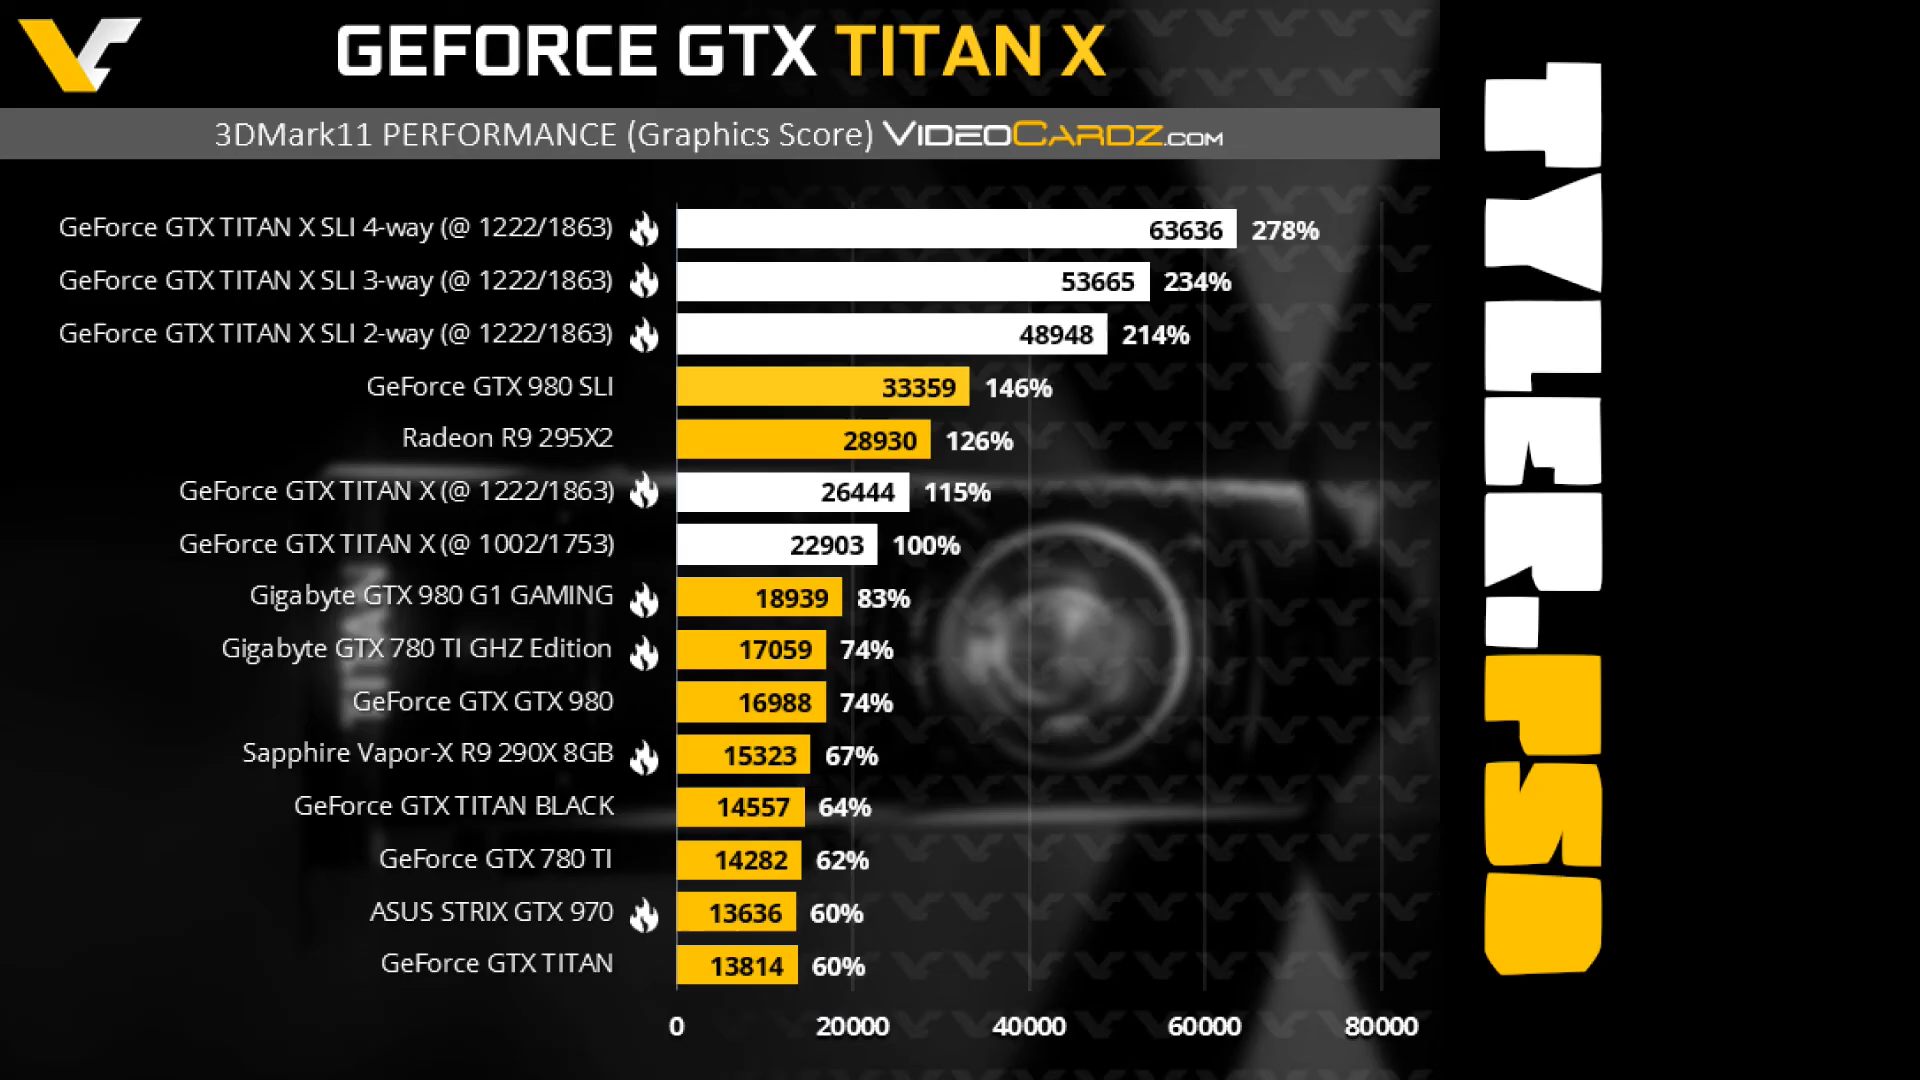 GEFORCE GTX TITAN X
3DMark11 PERFORMANCE (Graphics Score) VIDEOCARDZ.COM
GeForce GTX TITAN X SLI 4-way (@ 1222/1863) 63636 278%
GeForce GTX TITAN X SLI 3-way (@ 1222/1863) 53665 234%
GeForce GTX TITAN X SLI 2-way (@ 1222/1863) 48948 214%
GeForce GTX 980 SLI 33359 146%
Radeon R9 295X2 28930 126%
GeForce GTX TITAN X (@ 1222/1863) 26444 115%
GeForce GTX TITAN X (@ 1002/1753) 22903 100%
Gigabyte GTX 980 G1 GAMING 18939 83%
Gigabyte GTX 780 TI GHZ Edition 17059 74%
GeForce GTX GTX 980 16988 74%
Sapphire Vapor-X R9 290X 8GB 15323 67%
GeForce GTX TITAN BLACK 14557 64%
GeForce GTX 780 TI 14282 62%
ASUS STRIX GTX 970 13636 60%
GeForce GTX TITAN 13814 60%
0 20000 40000 60000 80000
TITAN
TYLER.PSD